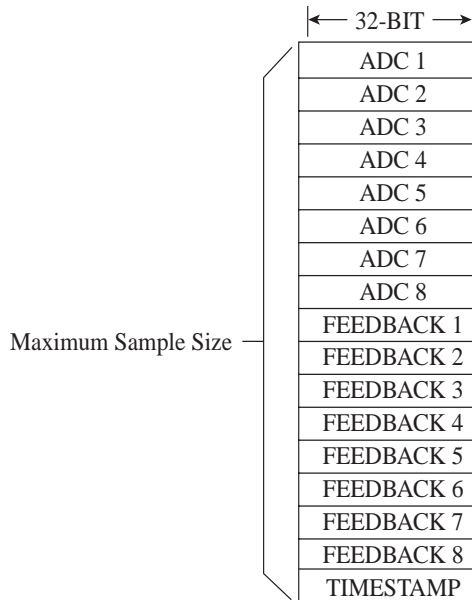 32-BIT
ADC 1
ADC 2
ADC 3
ADC 4
ADC 5
ADC 6
ADC 7
ADC 8
FEEDBACK 1
Maximum Sample Size
FEEDBACK 2
FEEDBACK 3
FEEDBACK 4
FEEDBACK 5
FEEDBACK 6
FEEDBACK 7
FEEDBACK 8
TIMESTAMP